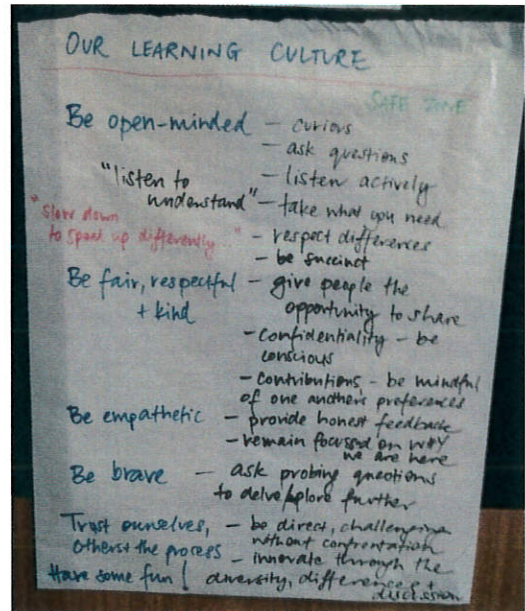 OUR LEARNING CULTURE
SAFE ZONE
Be open-minded - curious
- ask questions
"listen to understand" - listen actively
- take what you need
"slow down
to speak up differently..." - respect differences
- be succinct
Be fair, respectful - give people the
+ kind opportunity to share
- confidentiality - be
conscious
- contributions - be mindful
of one anothers preferences
Be empathetic - provide honest feedback
- remain focussed on WHY
we are here
Be brave - ask probing questions
to delve/explore further
Trust ourselves, - be direct, challenging
others + the process without confrontation
- innovate through the
Have some fun! diversity, differences +
discussion